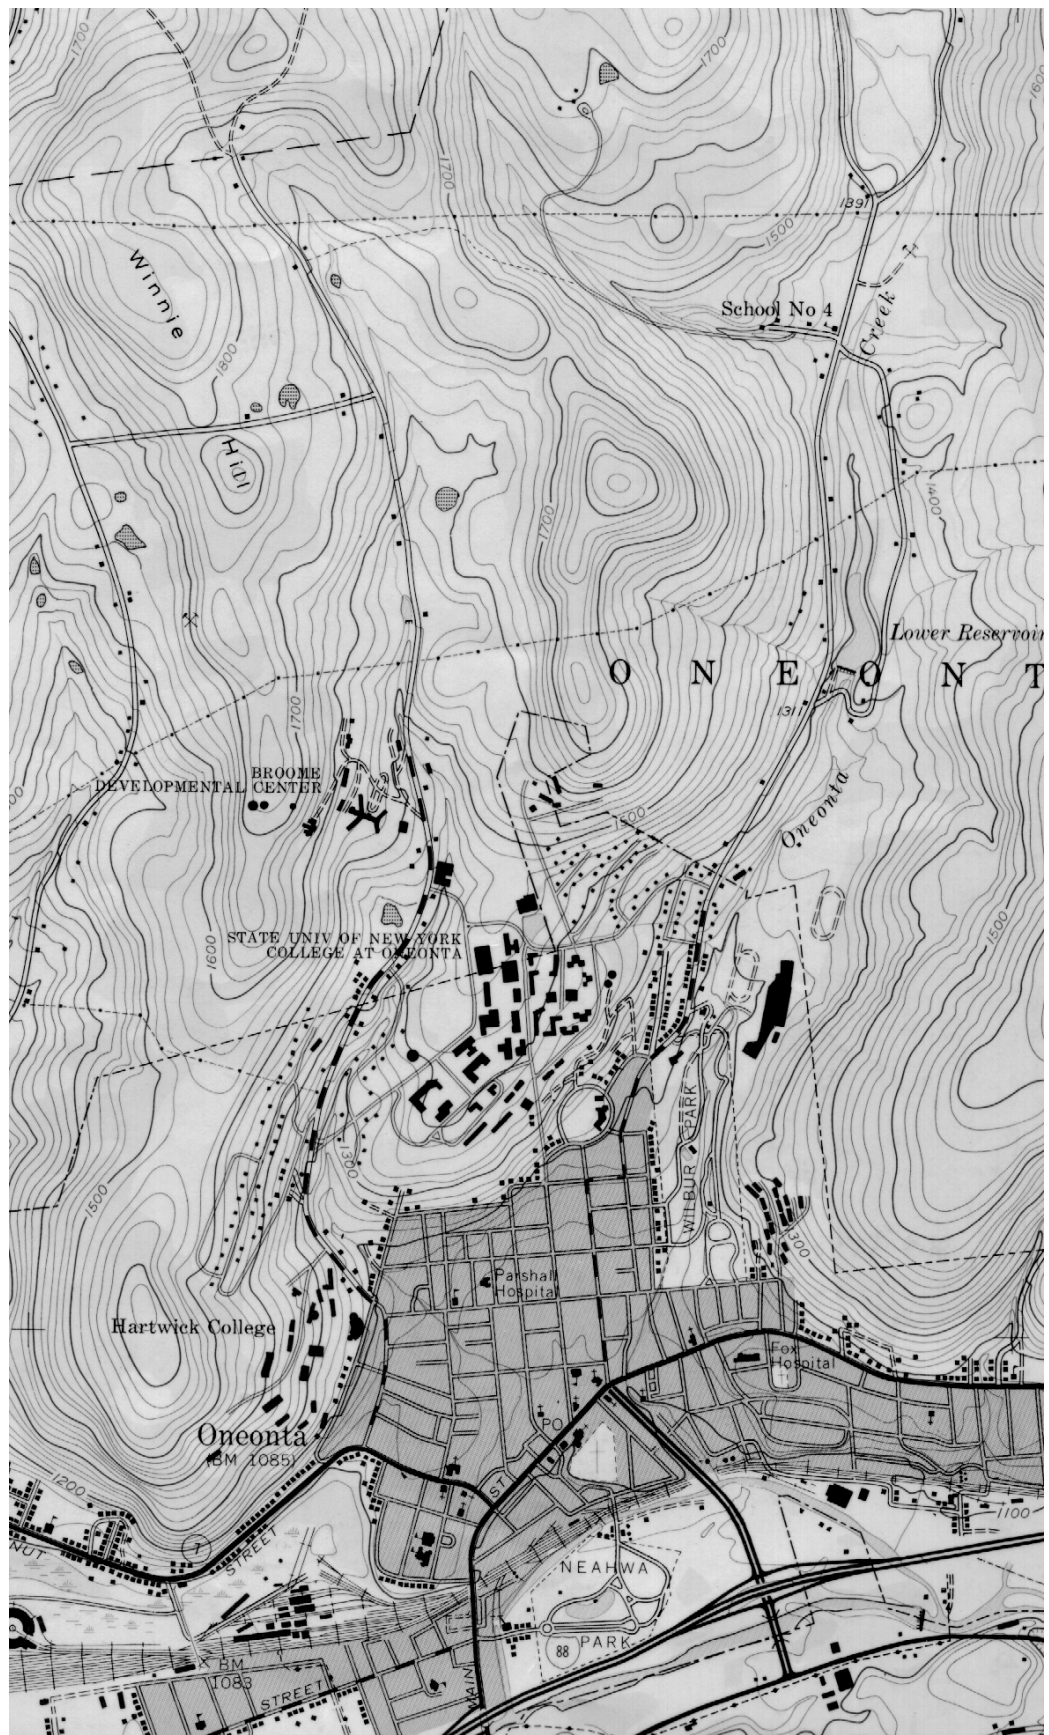 1700
1700
1700
1391
1500
Winnie
School No 4
Creek
1800
Hill
1400
1700
Lower Reservoir
O N E O N T
1311
1700
BROOME
DEVELOPMENTAL CENTER
Oneonta
1500
STATE UNIV OF NEW YORK
COLLEGE AT ONEONTA
1600
1500
WILBUR PARK
1300
1500
1300
Parshall
Hospital
Hartwick College
Fox
Hospital
Oneonta
(BM 1085)
PO
ST
1200
1100
7
NUT
STREET
NEAHWA
PARK
88
BM
1083
STREET
MAIN